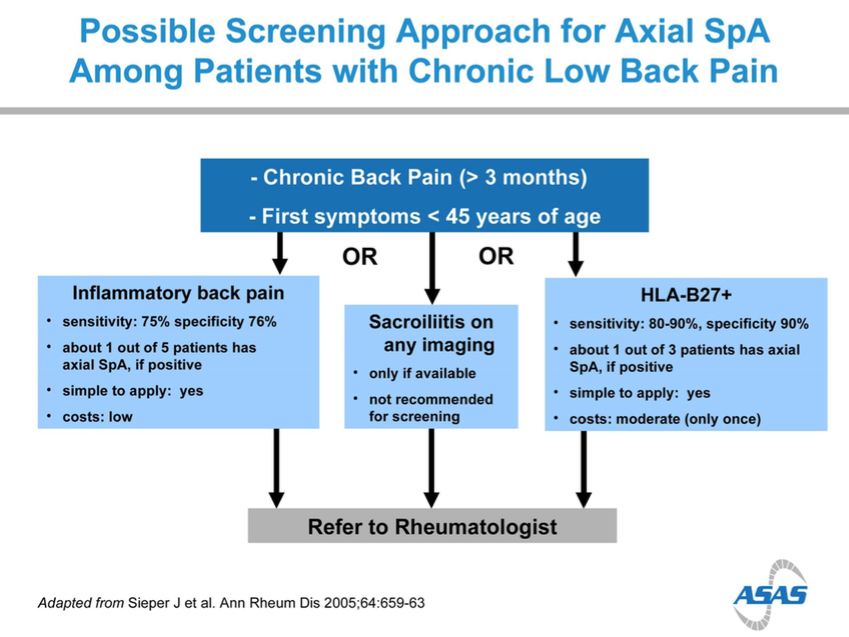 Possible Screening Approach for Axial SpA
Among Patients with Chronic Low Back Pain
- Chronic Back Pain (> 3 months)
- First symptoms < 45 years of age
OR
OR
Inflammatory back pain
• sensitivity: 75% specificity 76%
• about 1 out of 5 patients has
axial SpA, if positive
• simple to apply: yes
• costs: low
Sacroiliitis on
any imaging
• only if available
• not recommended
for screening
HLA-B27+
• sensitivity: 80-90%, specificity 90%
• about 1 out of 3 patients has axial
SpA, if positive
• simple to apply: yes
• costs: moderate (only once)
Refer to Rheumatologist
Adapted from Sieper J et al. Ann Rheum Dis 2005;64:659-63
ASAS